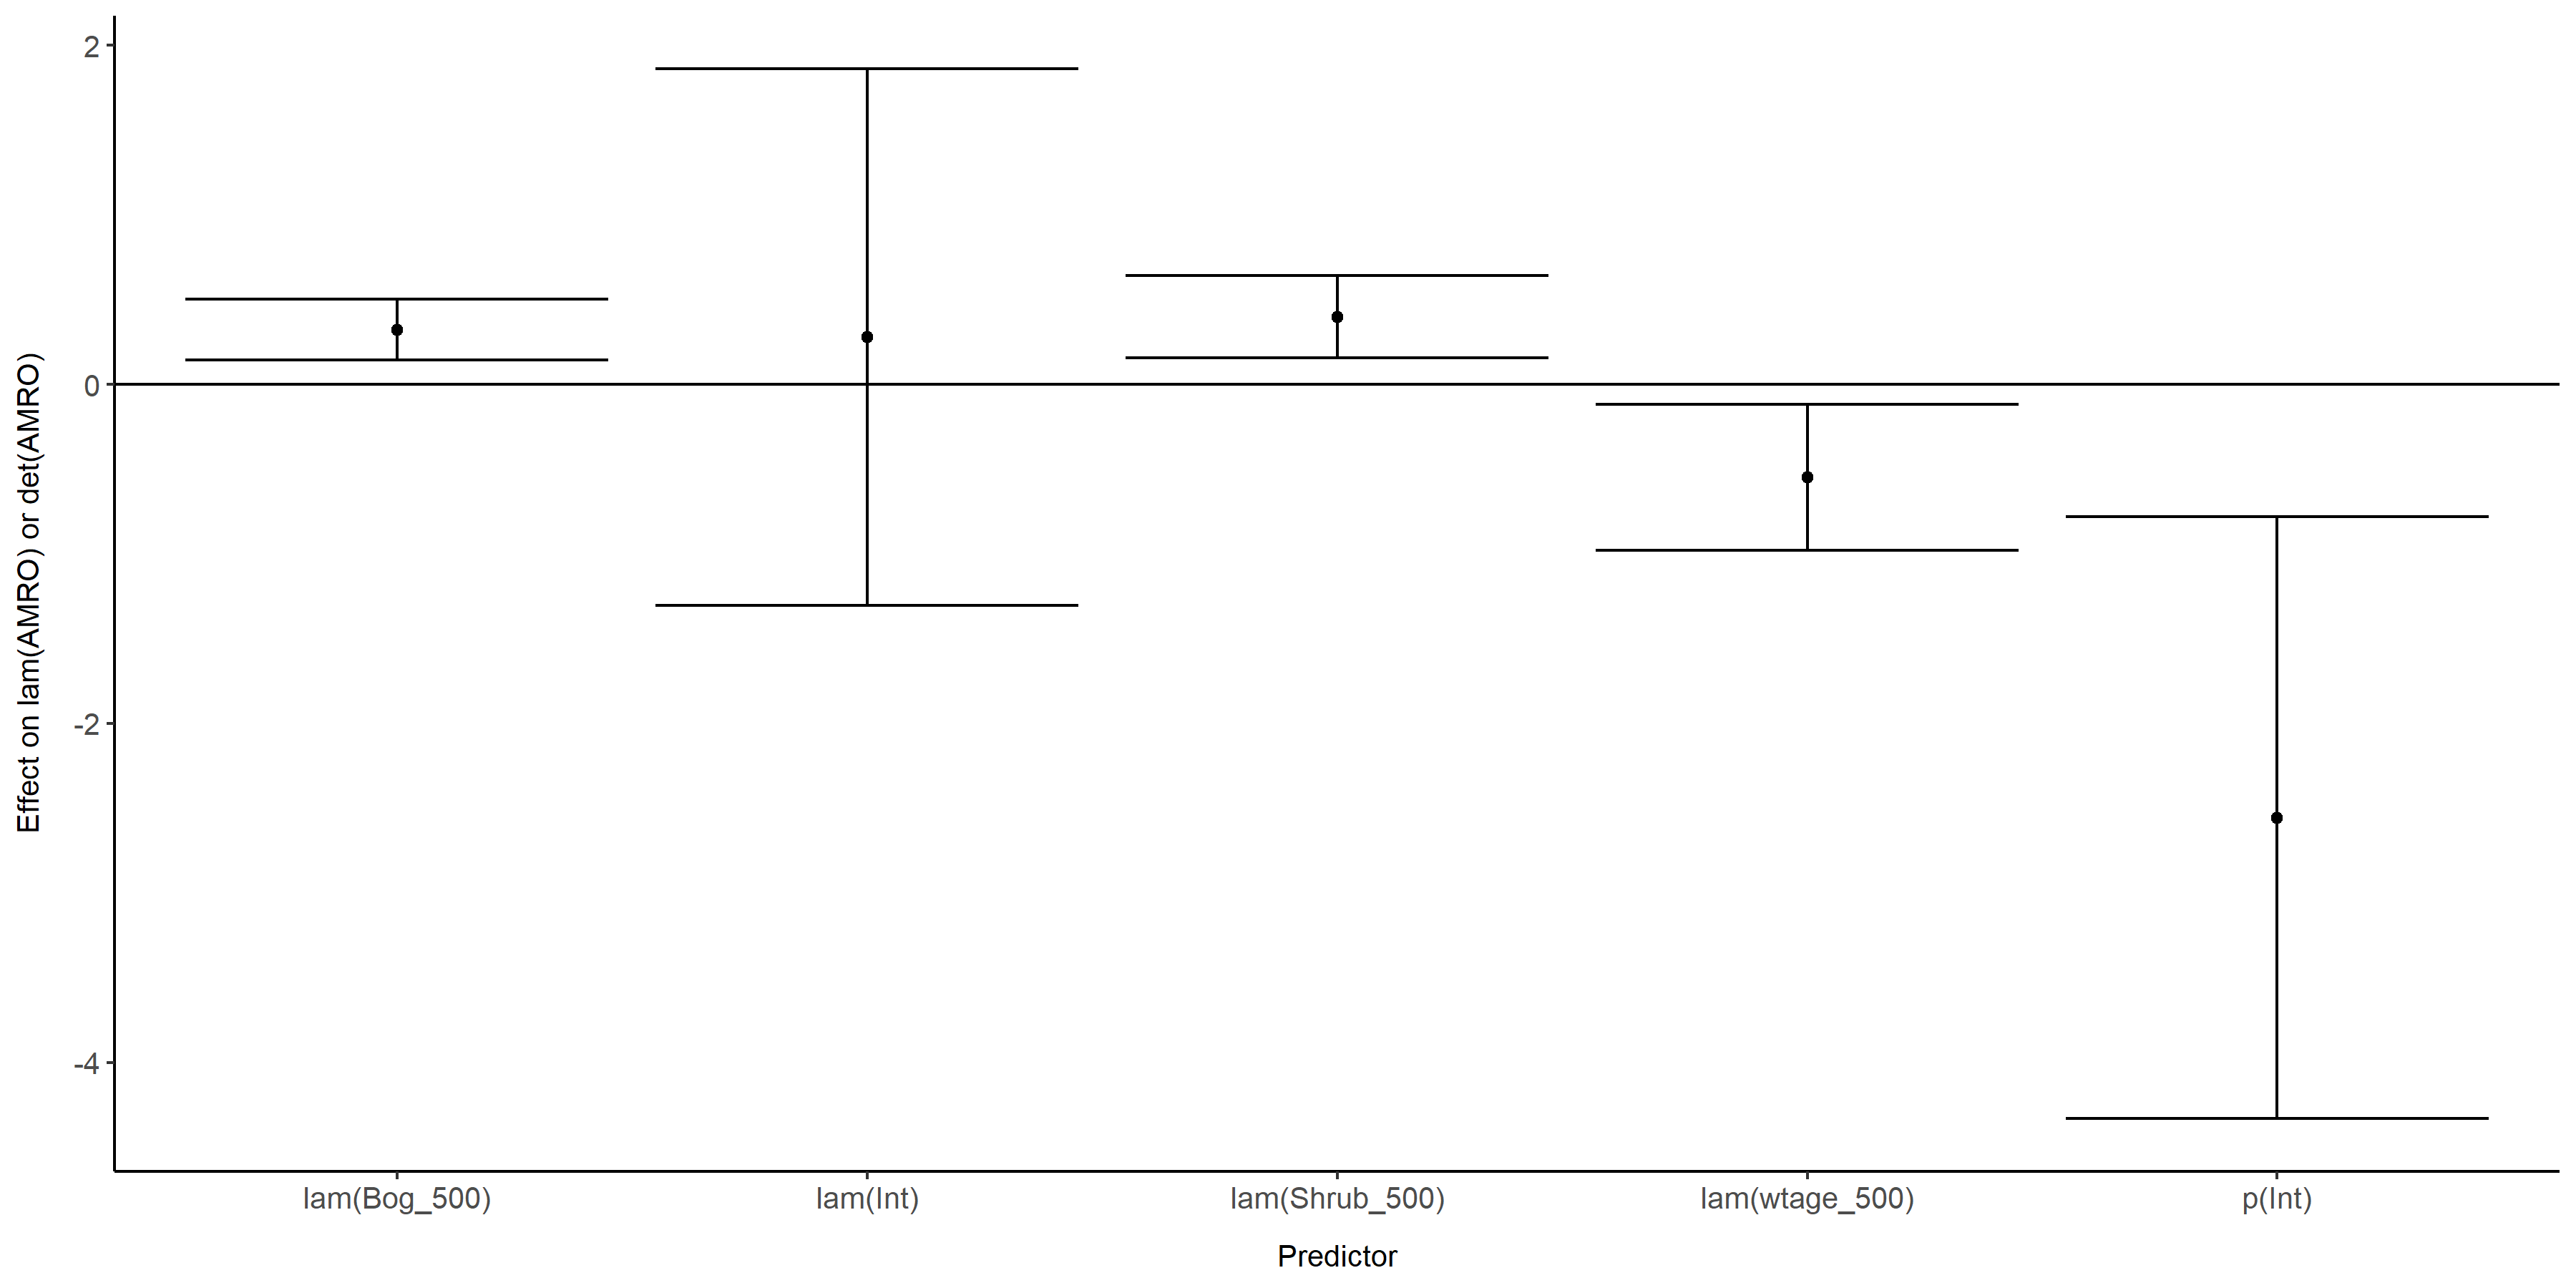 Effect on lam(AMRO) or det(AMRO)
2
0
-2
-4
lam(Bog_500)
lam(Int)
lam(Shrub_500)
lam(wtage_500)
p(Int)
Predictor